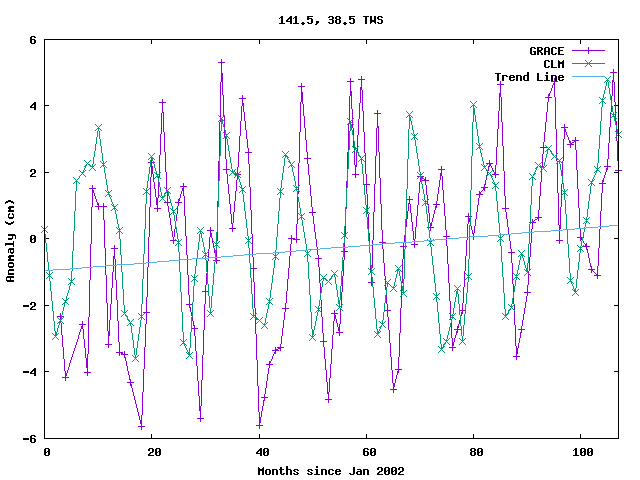 141.5, 38.5 TWS
GRACE
CLM
Trend Line
6
4
2
0
-2
-4
-6
Anomaly (cm)
0 20 40 60 80 100
Months since Jan 2002